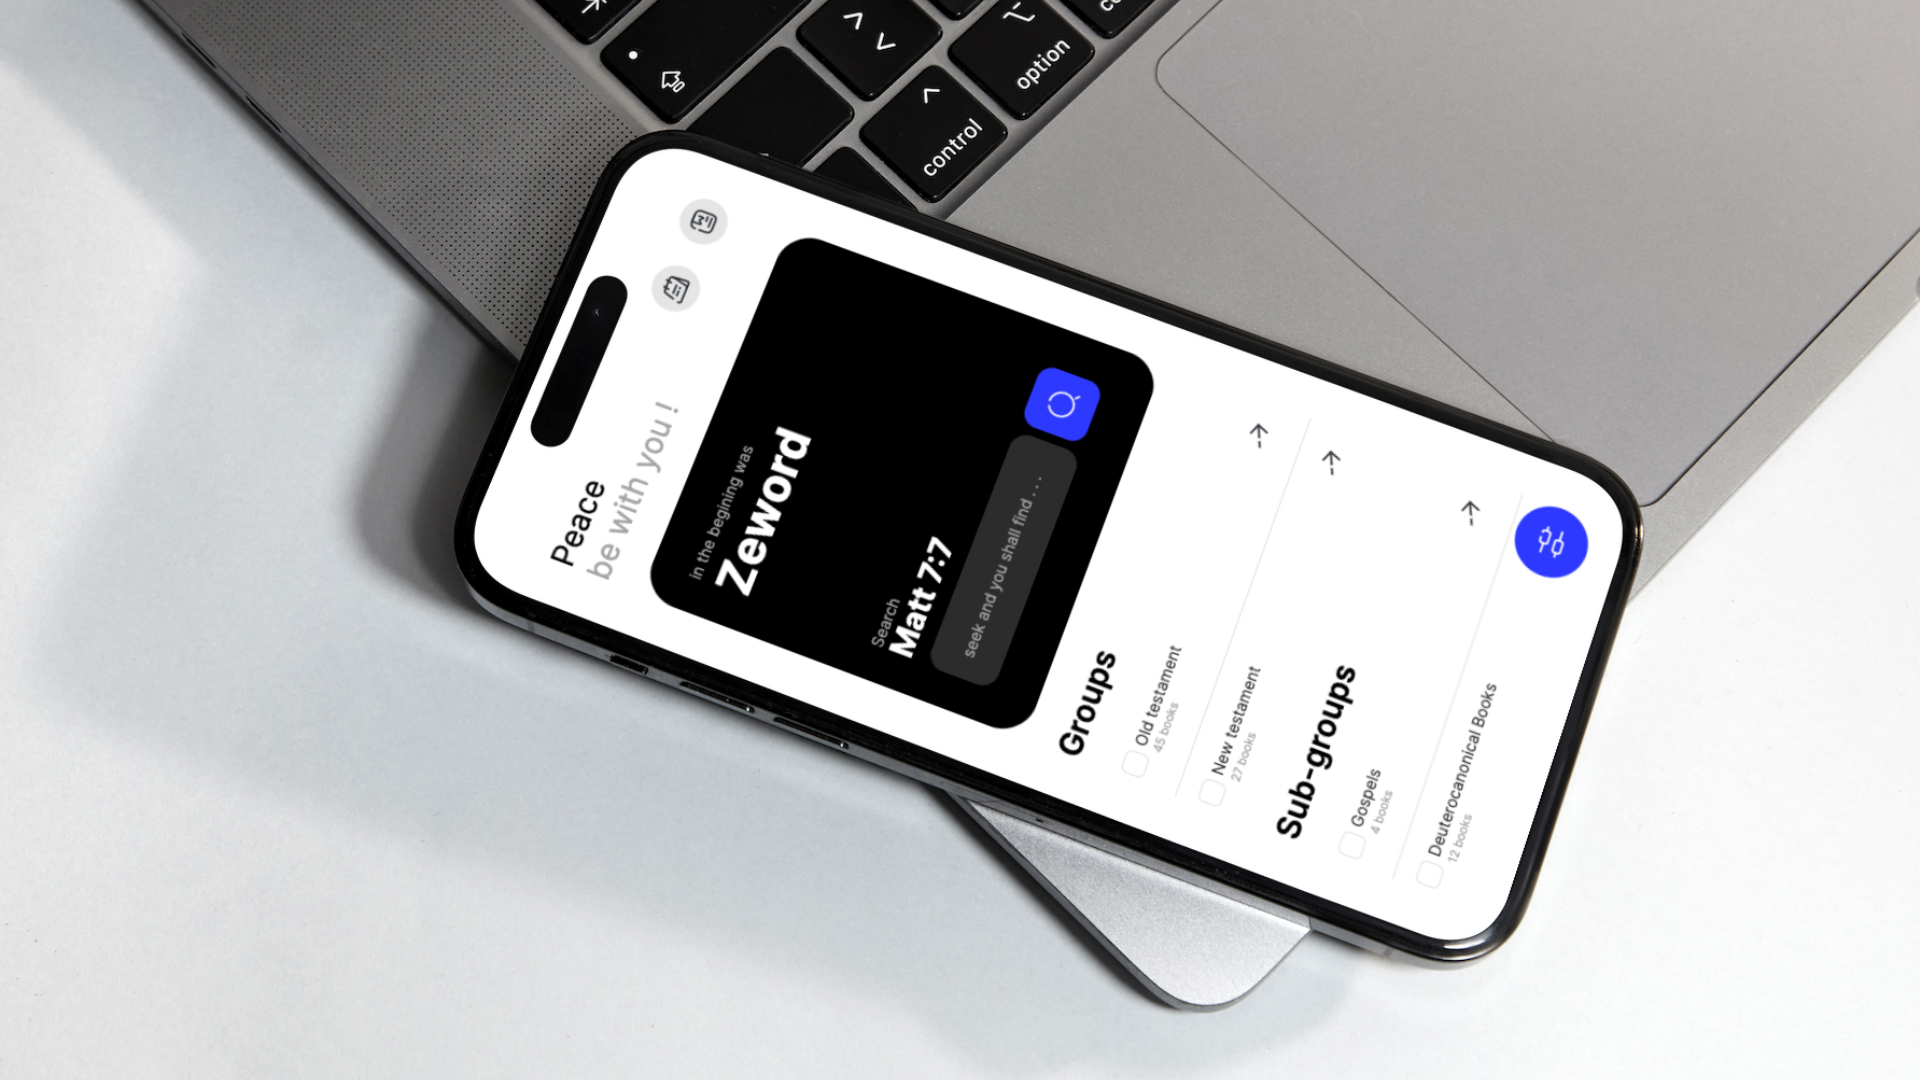 option
control
Peace
be with you !
in the begining was
Zeword
Search
Matt 7:7
seek and you shall find . . .
Groups
Old testament
45 books
New testament
27 books
Sub-groups
Gospels
4 books
Deuterocanonical Books
12 books